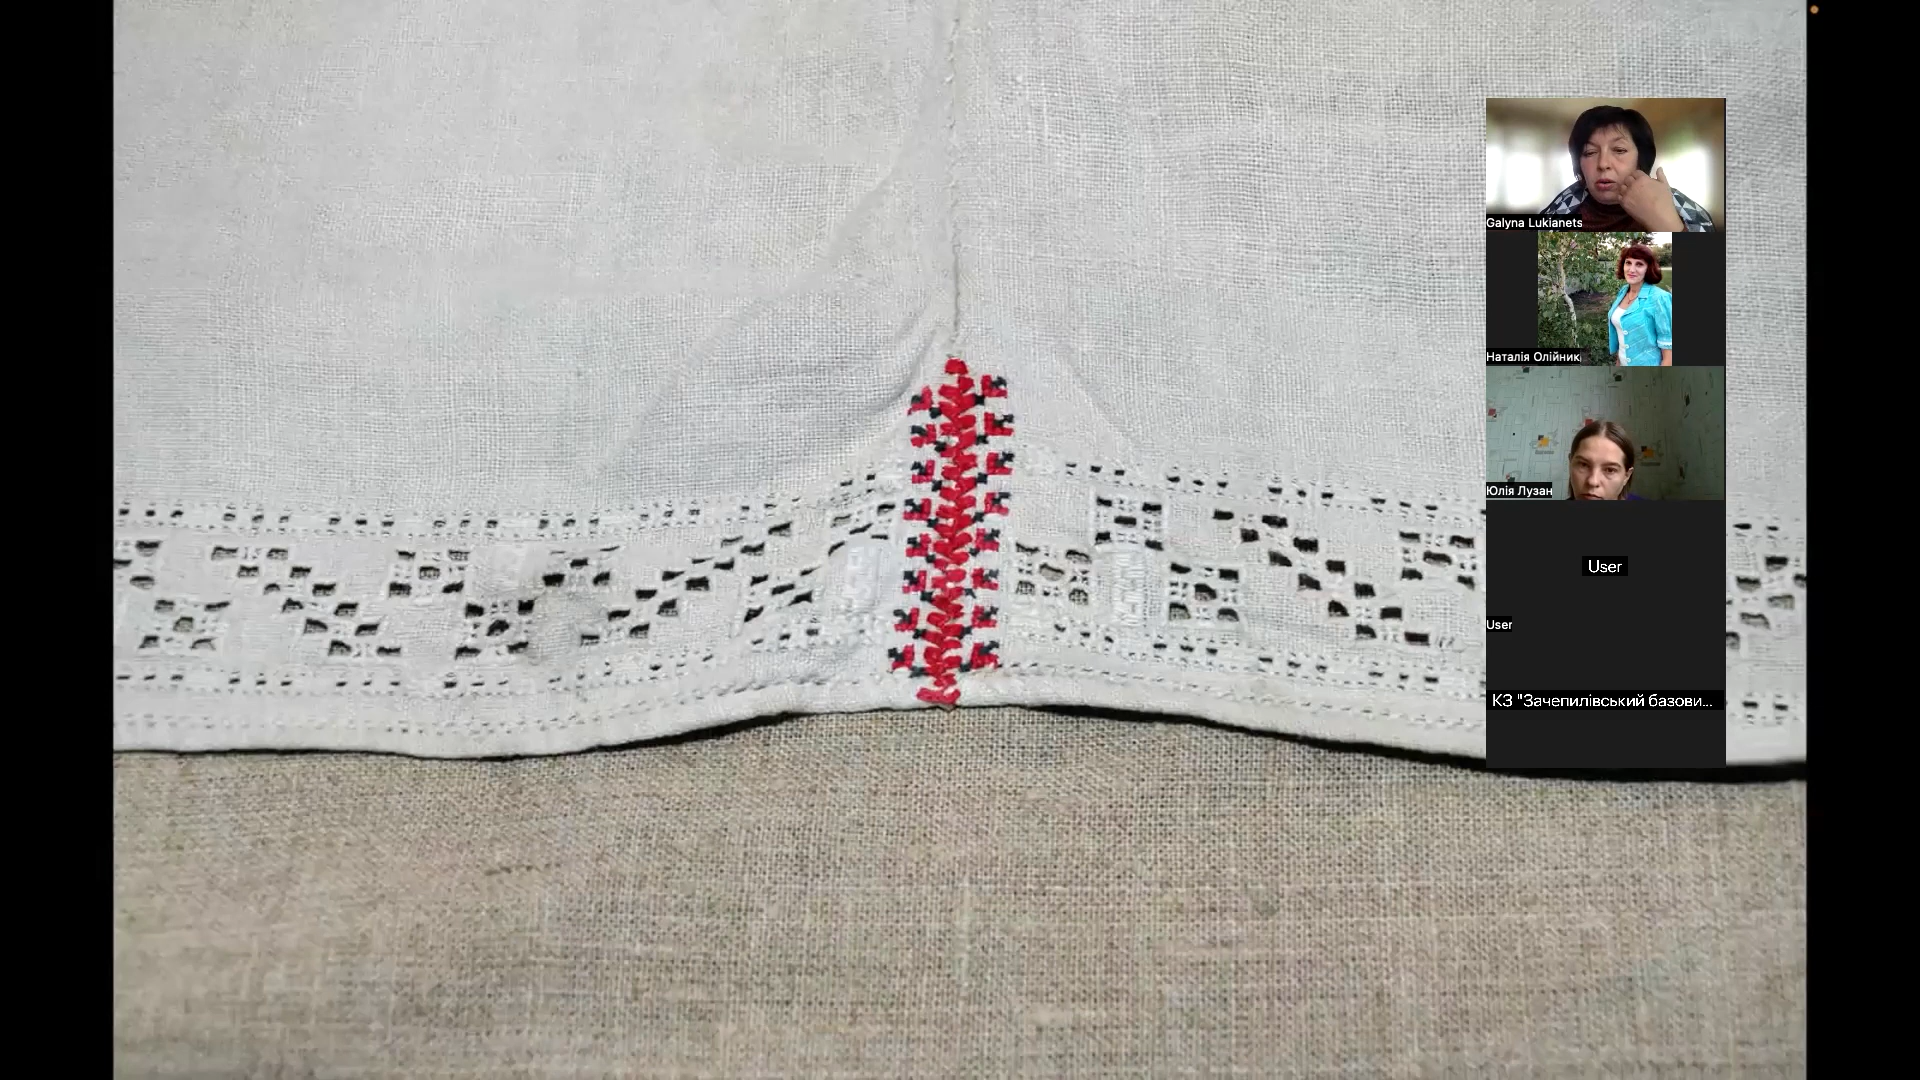 Galyna Lukianets
Наталія Олійник
Юлія Лузан
User
User
КЗ "Зачепилівський базови...